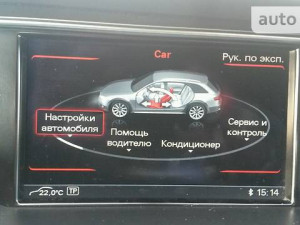 auto
Car
Рук. по эксп.
Настройки
автомобиля
Помощь
водителю
Кондиционер
Сервис и
контроль
22,0°C TP
15:14